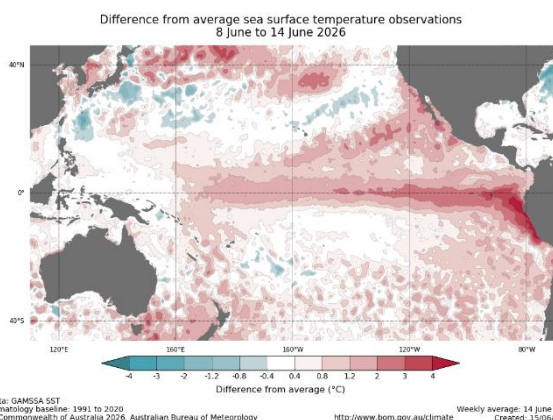 Difference from average sea surface temperature observations
8 June to 14 June 2026
40°N
0°
40°S
120°E 160°E 160°W 120°W 80°W
-4 -3 -2 -1.2 -0.8 -0.4 0.4 0.8 1.2 2 3 4
Difference from average (°C)
ta: GAMSSA SST
matology baseline: 1991 to 2020
Commonwealth of Australia 2026, Australian Bureau of Meteorology
http://www.bom.gov.au/climate
Weekly average: 14 June
Created: 15/06/